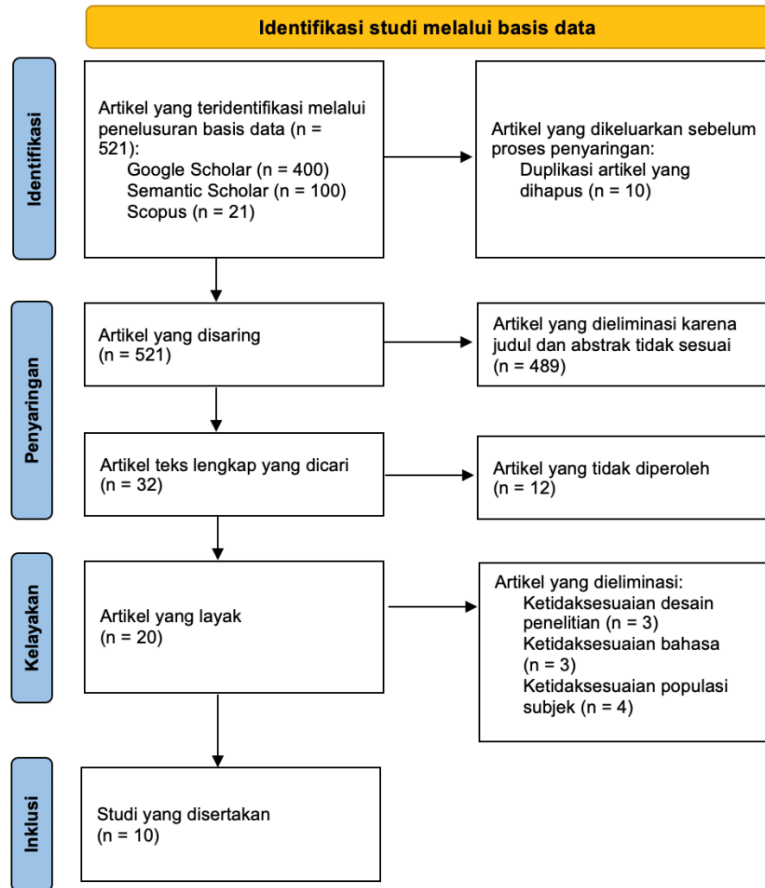 Identifikasi studi melalui basis data
Identifikasi
Artikel yang teridentifikasi melalui
penelusuran basis data (n =
521):
Google Scholar (n = 400)
Semantic Scholar (n = 100)
Scopus (n = 21)
Artikel yang dikeluarkan sebelum
proses penyaringan:
Duplikasi artikel yang
dihapus (n = 10)
Penyaringan
Artikel yang disaring
(n = 521)
Artikel yang dieliminasi karena
judul dan abstrak tidak sesuai
(n = 489)
Artikel teks lengkap yang dicari
(n = 32)
Artikel yang tidak diperoleh
(n = 12)
Kelayakan
Artikel yang layak
(n = 20)
Artikel yang dieliminasi:
Ketidaksesuaian desain
penelitian (n = 3)
Ketidaksesuaian bahasa
(n = 3)
Ketidaksesuaian populasi
subjek (n = 4)
Inklusi
Studi yang disertakan
(n = 10)